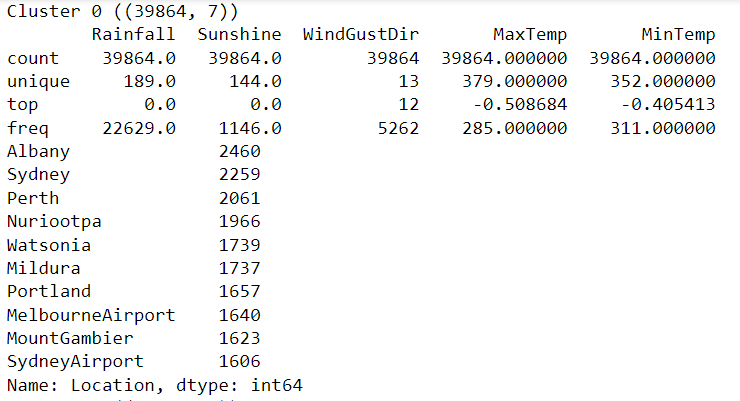 Cluster 0 ((39864, 7))
Rainfall Sunshine WindGustDir MaxTemp MinTemp
count 39864.0 39864.0 39864 39864.000000 39864.000000
unique 189.0 144.0 13 379.000000 352.000000
top 0.0 0.0 12 -0.508684 -0.405413
freq 22629.0 1146.0 5262 285.000000 311.000000
Albany 2460
Sydney 2259
Perth 2061
Nuriootpa 1966
Watsonia 1739
Mildura 1737
Portland 1657
MelbourneAirport 1640
MountGambier 1623
SydneyAirport 1606
Name: Location, dtype: int64